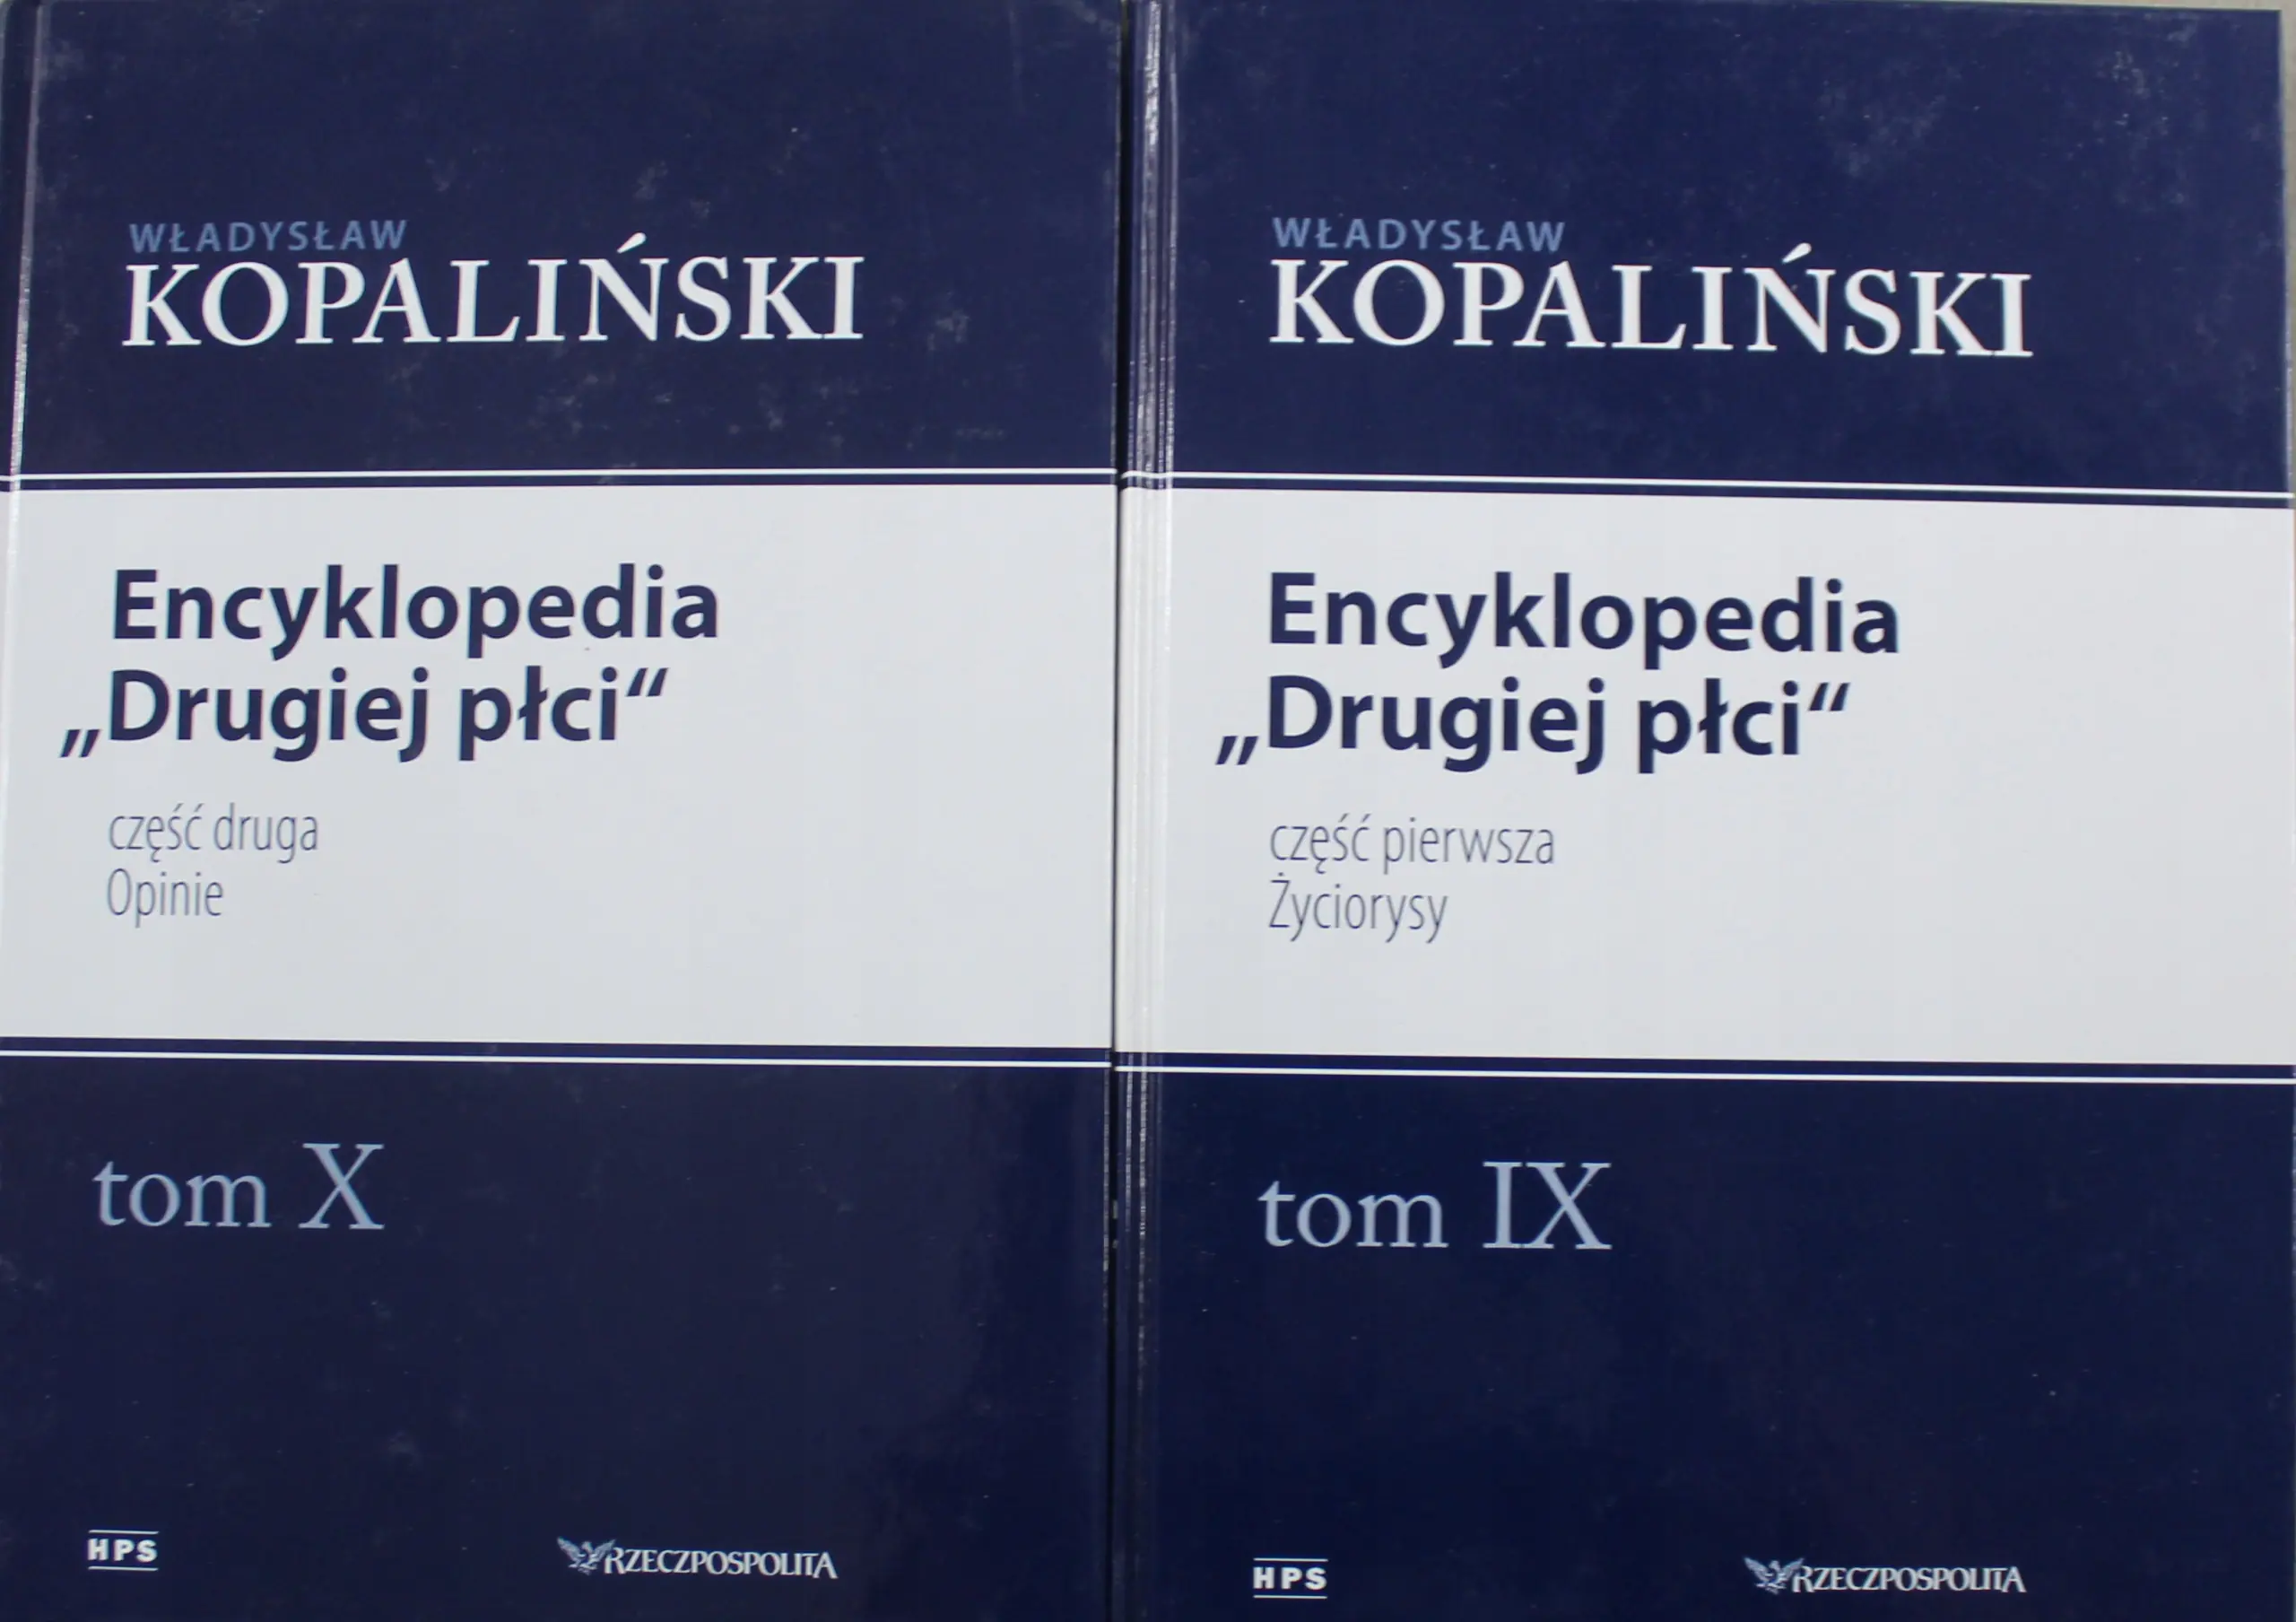 WŁADYSŁAW
KOPALIŃSKI
Encyklopedia
„Drugiej płci“
część druga
Opinie
tom X
HPS
RZECZPOSPOLITA
WŁADYSŁAW
KOPALIŃSKI
Encyklopedia
„Drugiej płci“
część pierwsza
Życiorysy
tom IX
HPS
RZECZPOSPOLITA